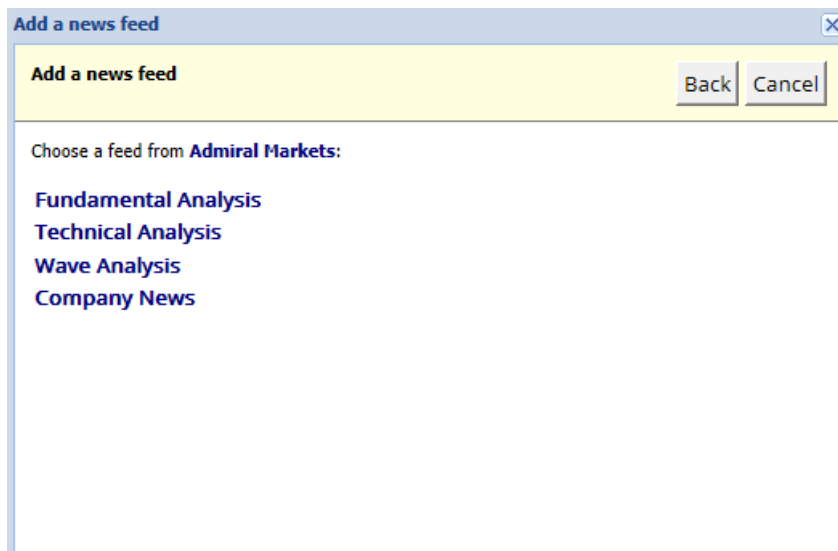 Add a news feed
Add a news feed
Back Cancel
Choose a feed from Admiral Markets:
Fundamental Analysis
Technical Analysis
Wave Analysis
Company News